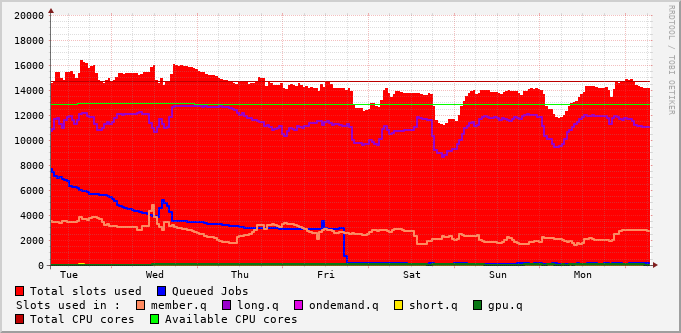 RRDTOOL / TOBI OETIKER
20000
18000
16000
14000
12000
10000
8000
6000
4000
2000
0
Tue Wed Thu Fri Sat Sun Mon
Total slots used Queued Jobs
Slots used in : member.q long.q ondemand.q short.q gpu.q
Total CPU cores Available CPU cores